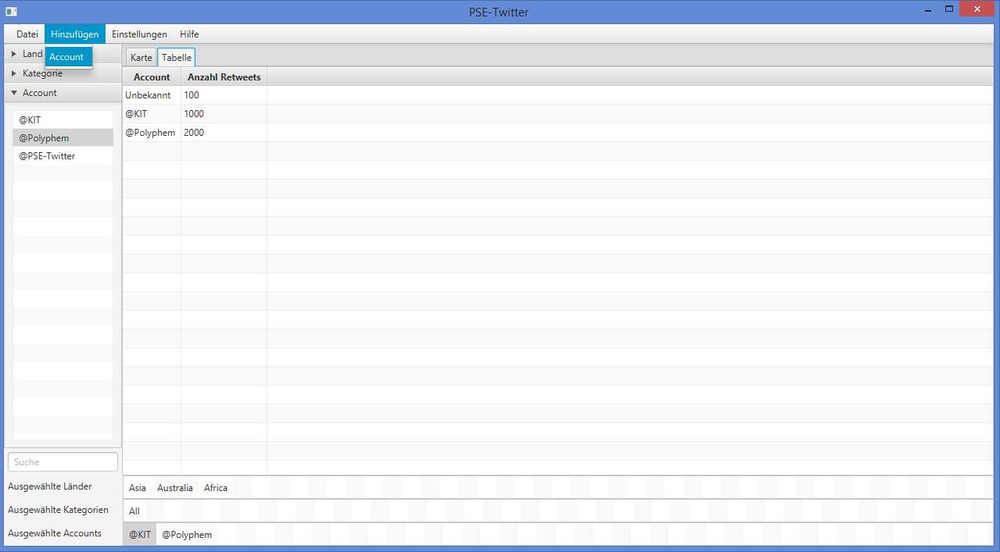 PSE-Twitter
Datei Hinzufügen Einstellungen Hilfe
Account
Land
Kategorie
Account
@KIT
@Polyphem
@PSE-Twitter
Suche
Karte Tabelle
Account Anzahl Retweets
Unbekannt 100
@KIT 1000
@Polyphem 2000
Ausgewählte Länder Asia Australia Africa
Ausgewählte Kategorien All
Ausgewählte Accounts @KIT @Polyphem